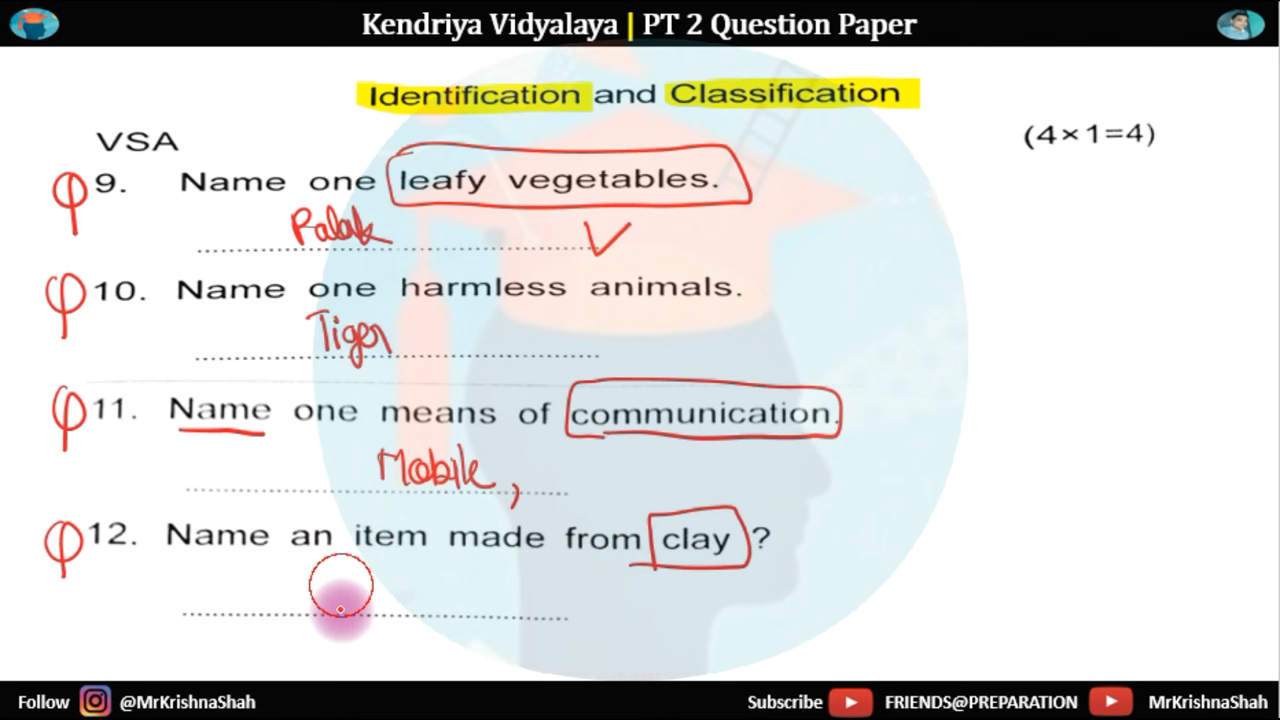 Kendriya Vidyalaya | PT 2 Question Paper
Identification and Classification
VSA (4×1=4)
9. Name one leafy vegetables.
Palak
10. Name one harmless animals.
Tiger
11. Name one means of communication.
Mobile,
12. Name an item made from clay ?
Follow @MrKrishnaShah Subscribe FRIENDS@PREPARATION MrKrishnaShah